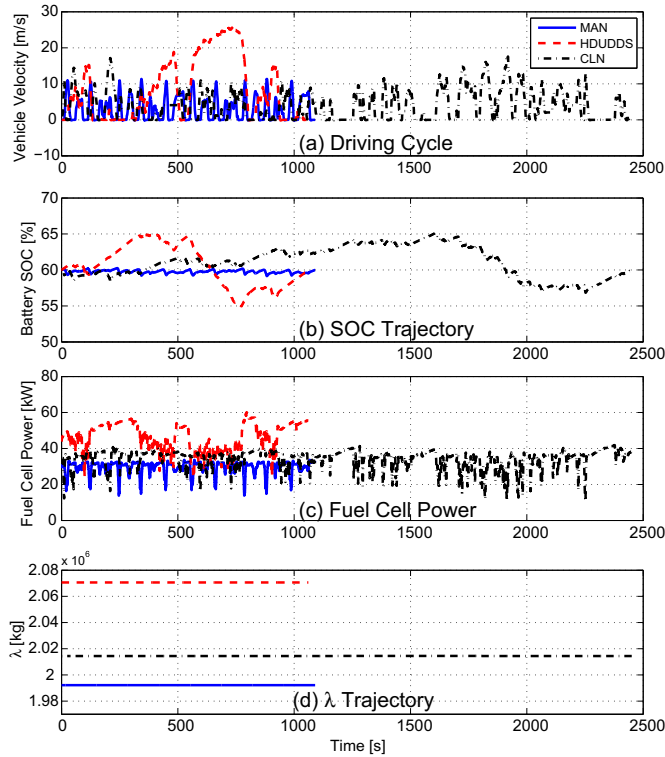 30
20
10
0
−10
Vehicle Velocity [m/s]
MAN
HDUDDS
CLN
(a) Driving Cycle
0 500 1000 1500 2000 2500
70
65
60
55
50
Battery SOC [%]
(b) SOC Trajectory
0 500 1000 1500 2000 2500
80
60
40
20
0
Fuel Cell Power [kW]
(c) Fuel Cell Power
0 500 1000 1500 2000 2500
x 10^6
2.08
2.06
2.04
2.02
2
1.98
λ [kg]
(d) λ Trajectory
0 500 1000 1500 2000 2500
Time [s]